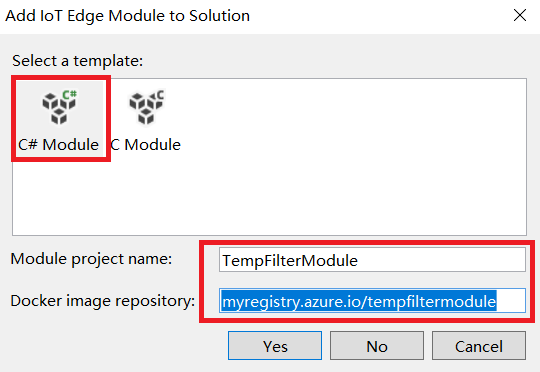 Add IoT Edge Module to Solution
Select a template:
C#
C
C# Module
C Module
Module project name:
TempFilterModule
Docker image repository:
myregistry.azure.io/tempfiltermodule
Yes
No
Cancel